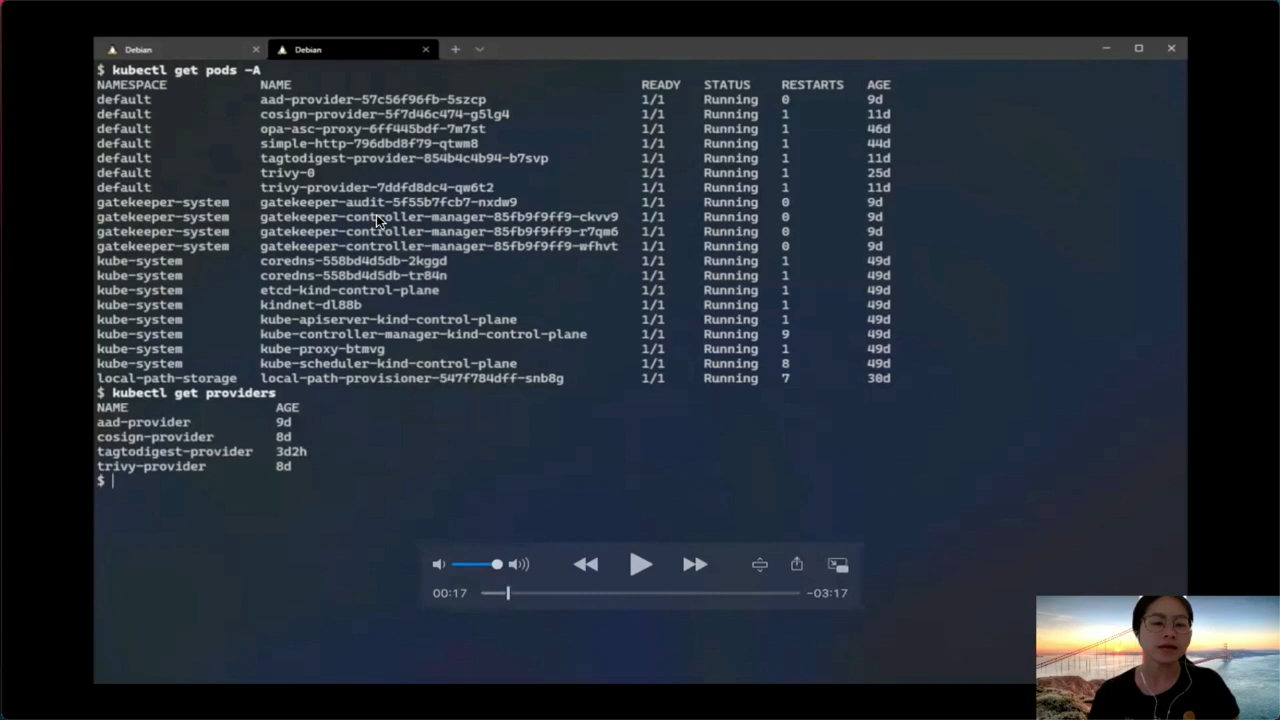 Debian
Debian
$ kubectl get pods -A
NAMESPACE NAME READY STATUS RESTARTS AGE
default aad-provider-57c56f96fb-5szcp 1/1 Running 0 9d
default cosign-provider-5f7d46c474-g5lg4 1/1 Running 1 11d
default opa-asc-proxy-6ff445bdf-7m7st 1/1 Running 1 46d
default simple-http-796dbd8f79-qtwm8 1/1 Running 1 44d
default tagtodigest-provider-854b4c4b94-b7svp 1/1 Running 1 11d
default trivy-0 1/1 Running 1 25d
default trivy-provider-7ddfd8dc4-qw6t2 1/1 Running 1 11d
gatekeeper-system gatekeeper-audit-5f55b7fcb7-nxdw9 1/1 Running 0 9d
gatekeeper-system gatekeeper-controller-manager-85fb9f9ff9-ckvv9 1/1 Running 0 9d
gatekeeper-system gatekeeper-controller-manager-85fb9f9ff9-r7qm6 1/1 Running 0 9d
gatekeeper-system gatekeeper-controller-manager-85fb9f9ff9-wfhvt 1/1 Running 0 9d
kube-system coredns-558bd4d5db-2kggd 1/1 Running 1 49d
kube-system coredns-558bd4d5db-tr84n 1/1 Running 1 49d
kube-system etcd-kind-control-plane 1/1 Running 1 49d
kube-system kindnet-dl88b 1/1 Running 1 49d
kube-system kube-apiserver-kind-control-plane 1/1 Running 1 49d
kube-system kube-controller-manager-kind-control-plane 1/1 Running 9 49d
kube-system kube-proxy-btmvg 1/1 Running 1 49d
kube-system kube-scheduler-kind-control-plane 1/1 Running 8 49d
local-path-storage local-path-provisioner-547f784dff-snb8g 1/1 Running 7 30d
$ kubectl get providers
NAME AGE
aad-provider 9d
cosign-provider 8d
tagtodigest-provider 3d2h
trivy-provider 8d
$
00:17 -03:17